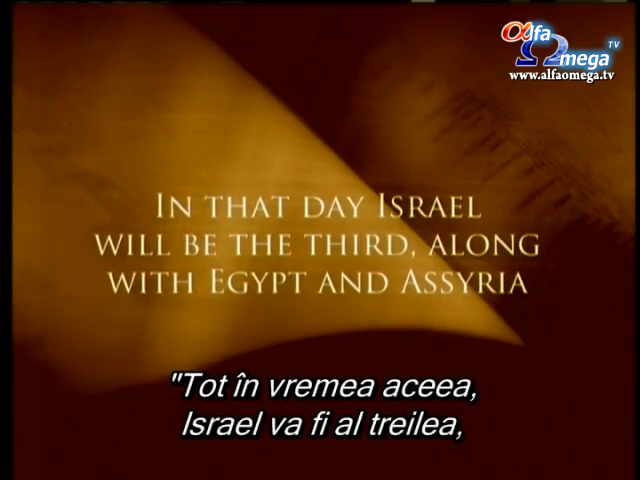 alfa
Ωmega TV
www.alfaomega.tv
IN THAT DAY ISRAEL
WILL BE THE THIRD, ALONG
WITH EGYPT AND ASSYRIA
"Tot în vremea aceea,
Israel va fi al treilea,